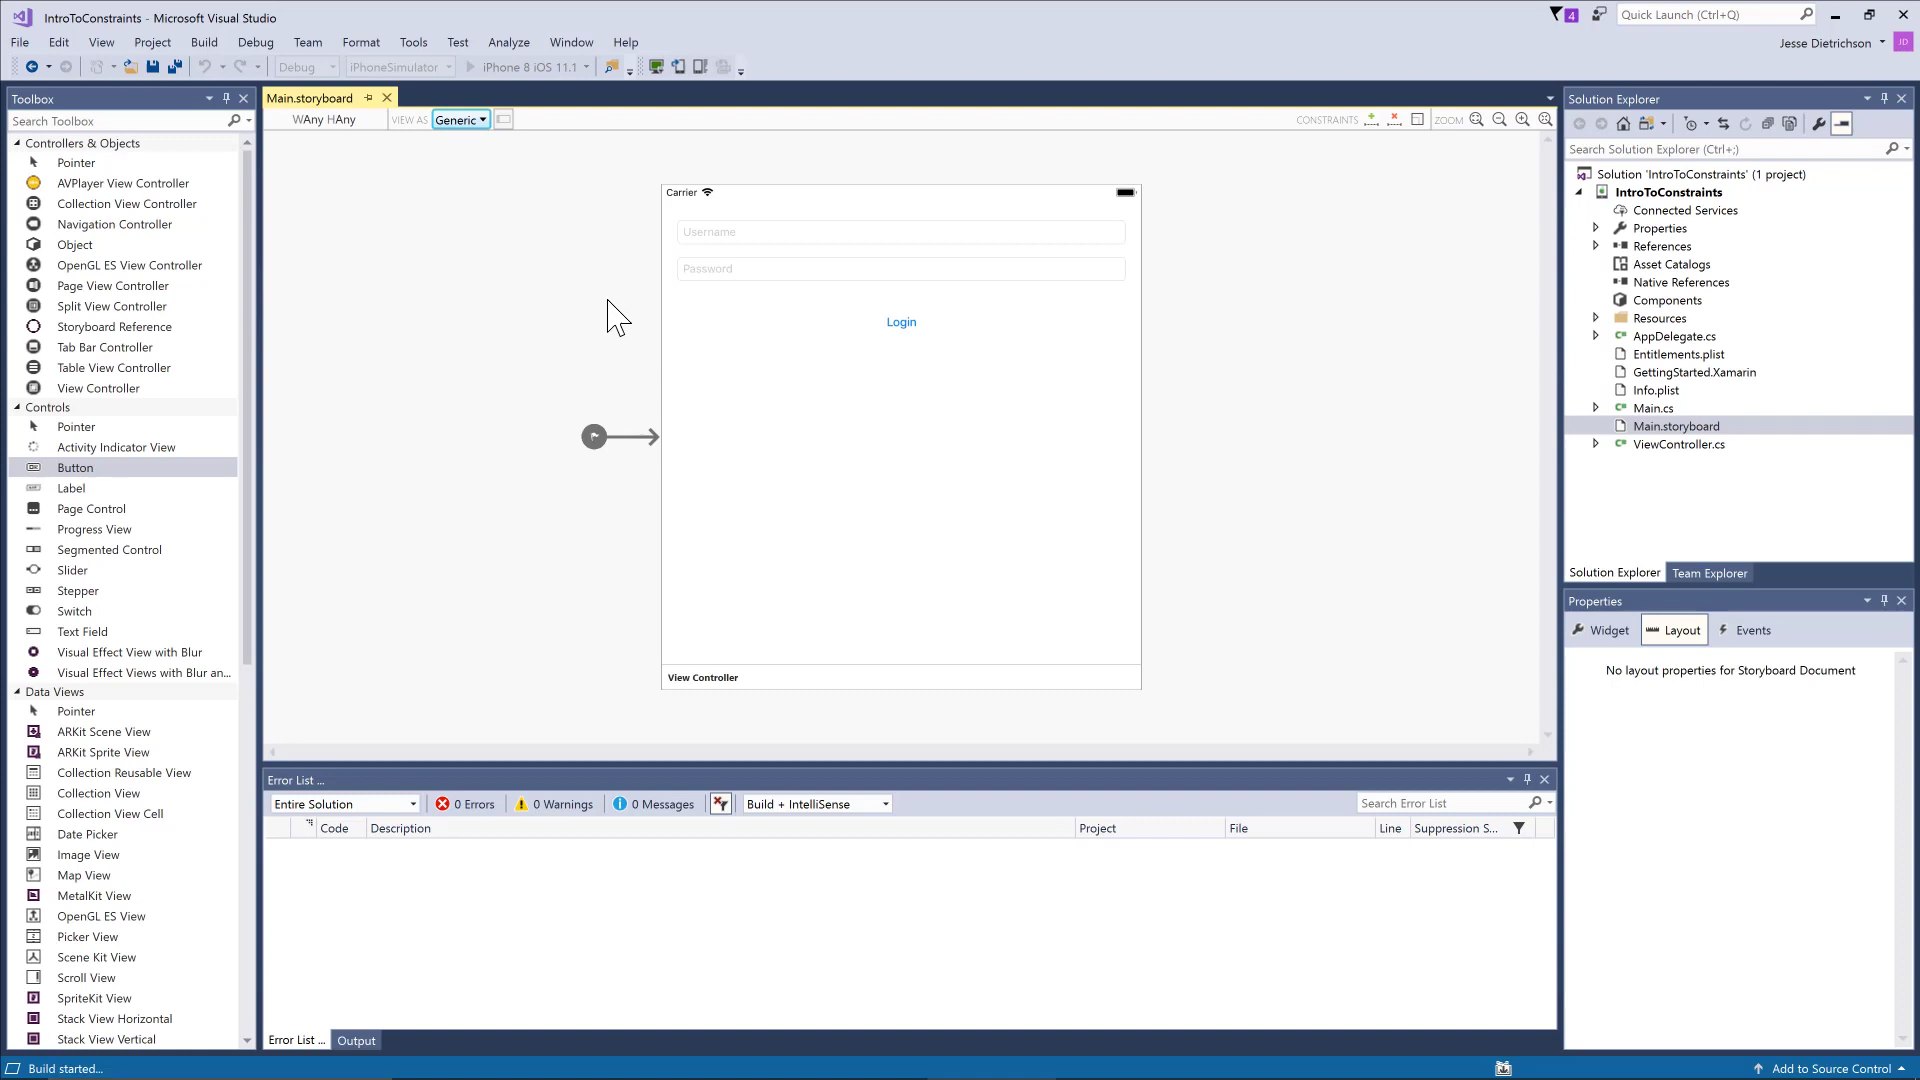 IntroToConstraints - Microsoft Visual Studio
4
Quick Launch (Ctrl+Q)
File Edit View Project Build Debug Team Format Tools Test Analyze Window Help
Jesse Dietrichson JD
Debug iPhoneSimulator iPhone 8 iOS 11.1
Toolbox
Search Toolbox
Controllers & Objects
Pointer
AVPlayer View Controller
Collection View Controller
Navigation Controller
Object
OpenGL ES View Controller
Page View Controller
Split View Controller
Storyboard Reference
Tab Bar Controller
Table View Controller
View Controller
Controls
Pointer
Activity Indicator View
Button
Label
Page Control
Progress View
Segmented Control
Slider
Stepper
Switch
Text Field
Visual Effect View with Blur
Visual Effect Views with Blur an...
Data Views
Pointer
ARKit Scene View
ARKit Sprite View
Collection Reusable View
Collection View
Collection View Cell
Date Picker
Image View
Map View
MetalKit View
OpenGL ES View
Picker View
Scene Kit View
Scroll View
SpriteKit View
Stack View Horizontal
Stack View Vertical
Main.storyboard
WAny HAny VIEW AS Generic CONSTRAINTS ZOOM
Carrier
Username
Password
Login
View Controller
Error List ...
Entire Solution 0 Errors 0 Warnings 0 Messages Build + IntelliSense Search Error List
Code Description Project File Line Suppression S...
Error List ... Output
Solution Explorer
Search Solution Explorer (Ctrl+;)
Solution 'IntroToConstraints' (1 project)
IntroToConstraints
Connected Services
Properties
References
Asset Catalogs
Native References
Components
Resources
AppDelegate.cs
Entitlements.plist
GettingStarted.Xamarin
Info.plist
Main.cs
Main.storyboard
ViewController.cs
Solution Explorer Team Explorer
Properties
Widget Layout Events
No layout properties for Storyboard Document
Build started...
Add to Source Control